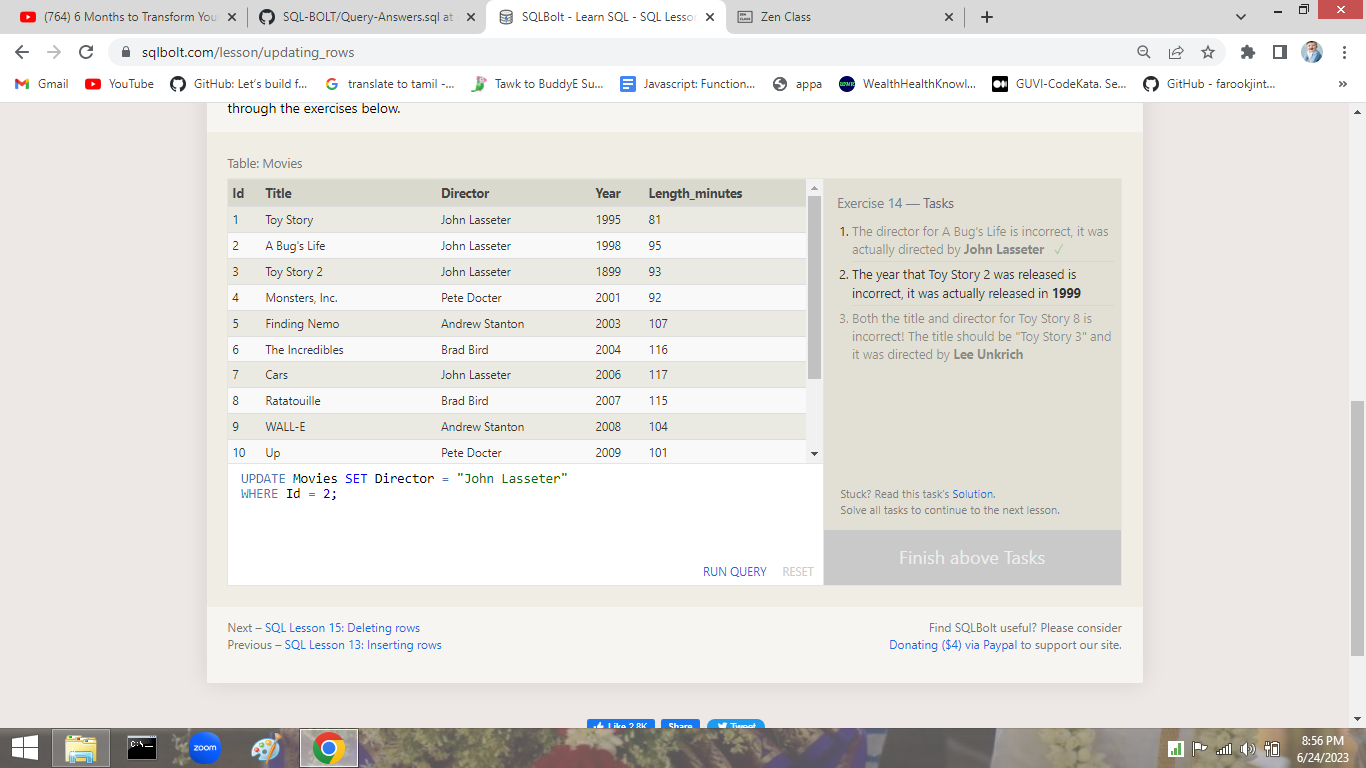 (764) 6 Months to Transform You
SQL-BOLT/Query-Answers.sql at
SQLBolt - Learn SQL - SQL Lesson
Zen Class
sqlbolt.com/lesson/updating_rows
Gmail
YouTube
GitHub: Let's build f...
translate to tamil -...
Tawk to BuddyE Su...
Javascript: Function...
appa
WealthHealthKnowl...
GUVI-CodeKata. Se...
GitHub - farookjint...
»
through the exercises below.
Table: Movies
Id Title Director Year Length_minutes
1 Toy Story John Lasseter 1995 81
2 A Bug's Life John Lasseter 1998 95
3 Toy Story 2 John Lasseter 1899 93
4 Monsters, Inc. Pete Docter 2001 92
5 Finding Nemo Andrew Stanton 2003 107
6 The Incredibles Brad Bird 2004 116
7 Cars John Lasseter 2006 117
8 Ratatouille Brad Bird 2007 115
9 WALL-E Andrew Stanton 2008 104
10 Up Pete Docter 2009 101
UPDATE Movies SET Director = "John Lasseter"
WHERE Id = 2;
RUN QUERY RESET
Exercise 14 — Tasks
1. The director for A Bug's Life is incorrect, it was
actually directed by John Lasseter ✓
2. The year that Toy Story 2 was released is
incorrect, it was actually released in 1999
3. Both the title and director for Toy Story 8 is
incorrect! The title should be "Toy Story 3" and
it was directed by Lee Unkrich
Stuck? Read this task's Solution.
Solve all tasks to continue to the next lesson.
Finish above Tasks
Next – SQL Lesson 15: Deleting rows
Previous – SQL Lesson 13: Inserting rows
Find SQLBolt useful? Please consider
Donating ($4) via Paypal to support our site.
Like 2.8K
Share
Tweet
C:\
zoom
8:56 PM
6/24/2023